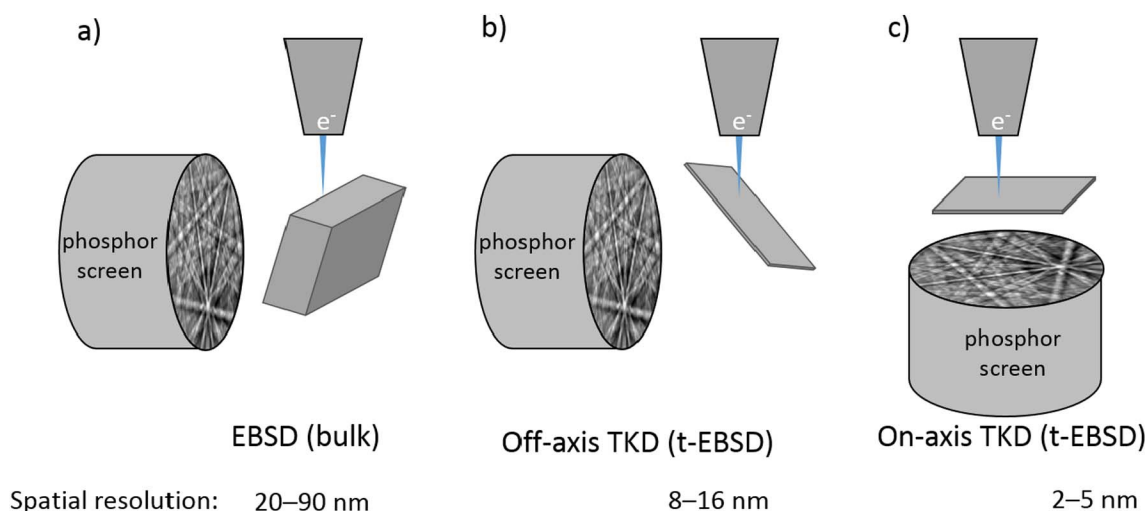 a)
b)
c)
e-
e-
e-
phosphor
screen
phosphor
screen
phosphor
screen
EBSD (bulk)
Off-axis TKD (t-EBSD)
On-axis TKD (t-EBSD)
Spatial resolution: 20–90 nm 8–16 nm 2–5 nm